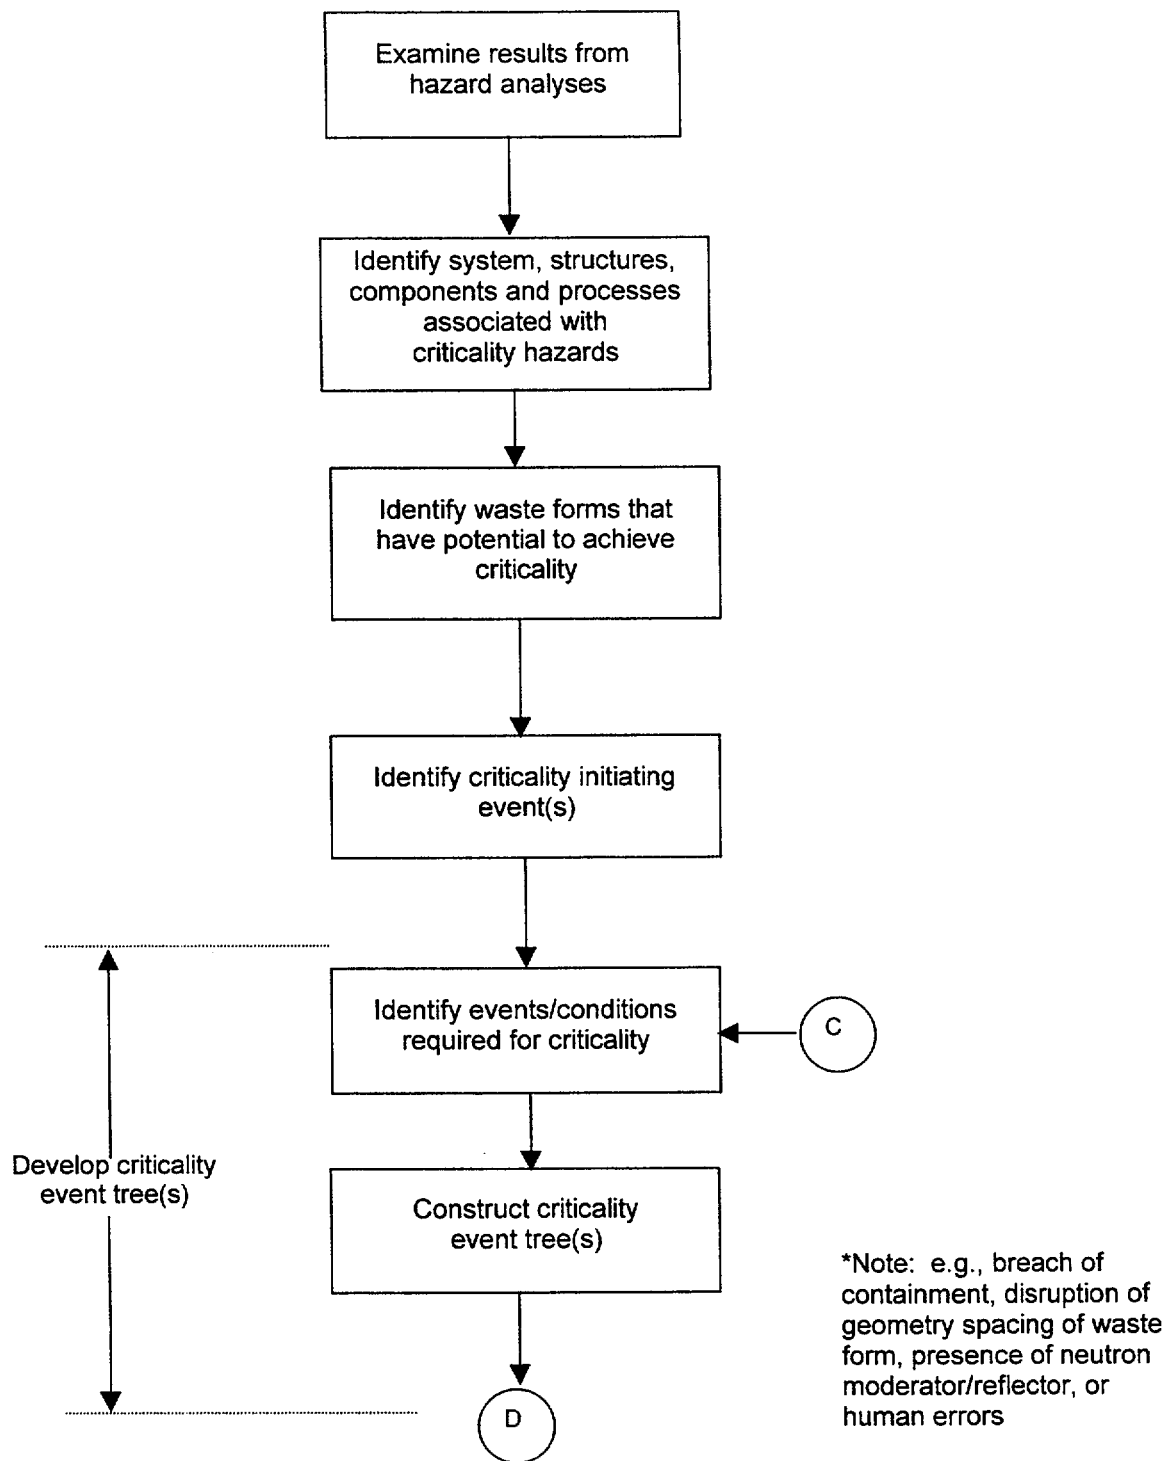 Examine results from
hazard analyses
Identify system, structures,
components and processes
associated with
criticality hazards
Identify waste forms that
have potential to achieve
criticality
Identify criticality initiating
event(s)
Identify events/conditions
required for criticality
C
Develop criticality
event tree(s)
Construct criticality
event tree(s)
*Note: e.g., breach of
containment, disruption of
geometry spacing of waste
form, presence of neutron
moderator/reflector, or
human errors
D